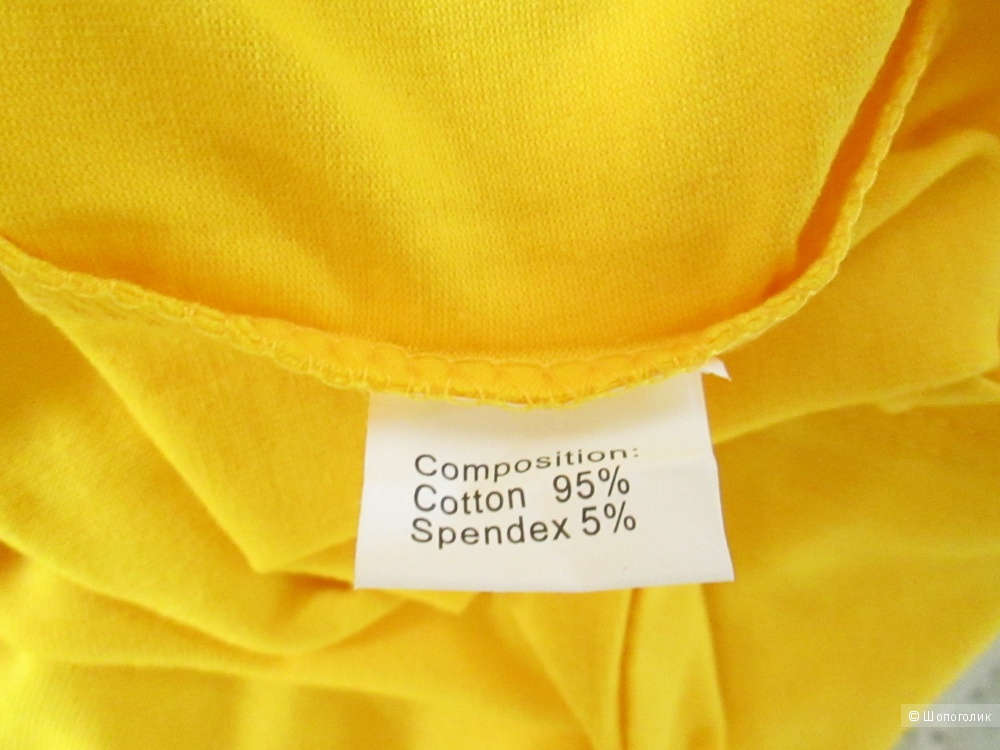 Composition:
Cotton 95%
Spendex 5%
© Шопоголик